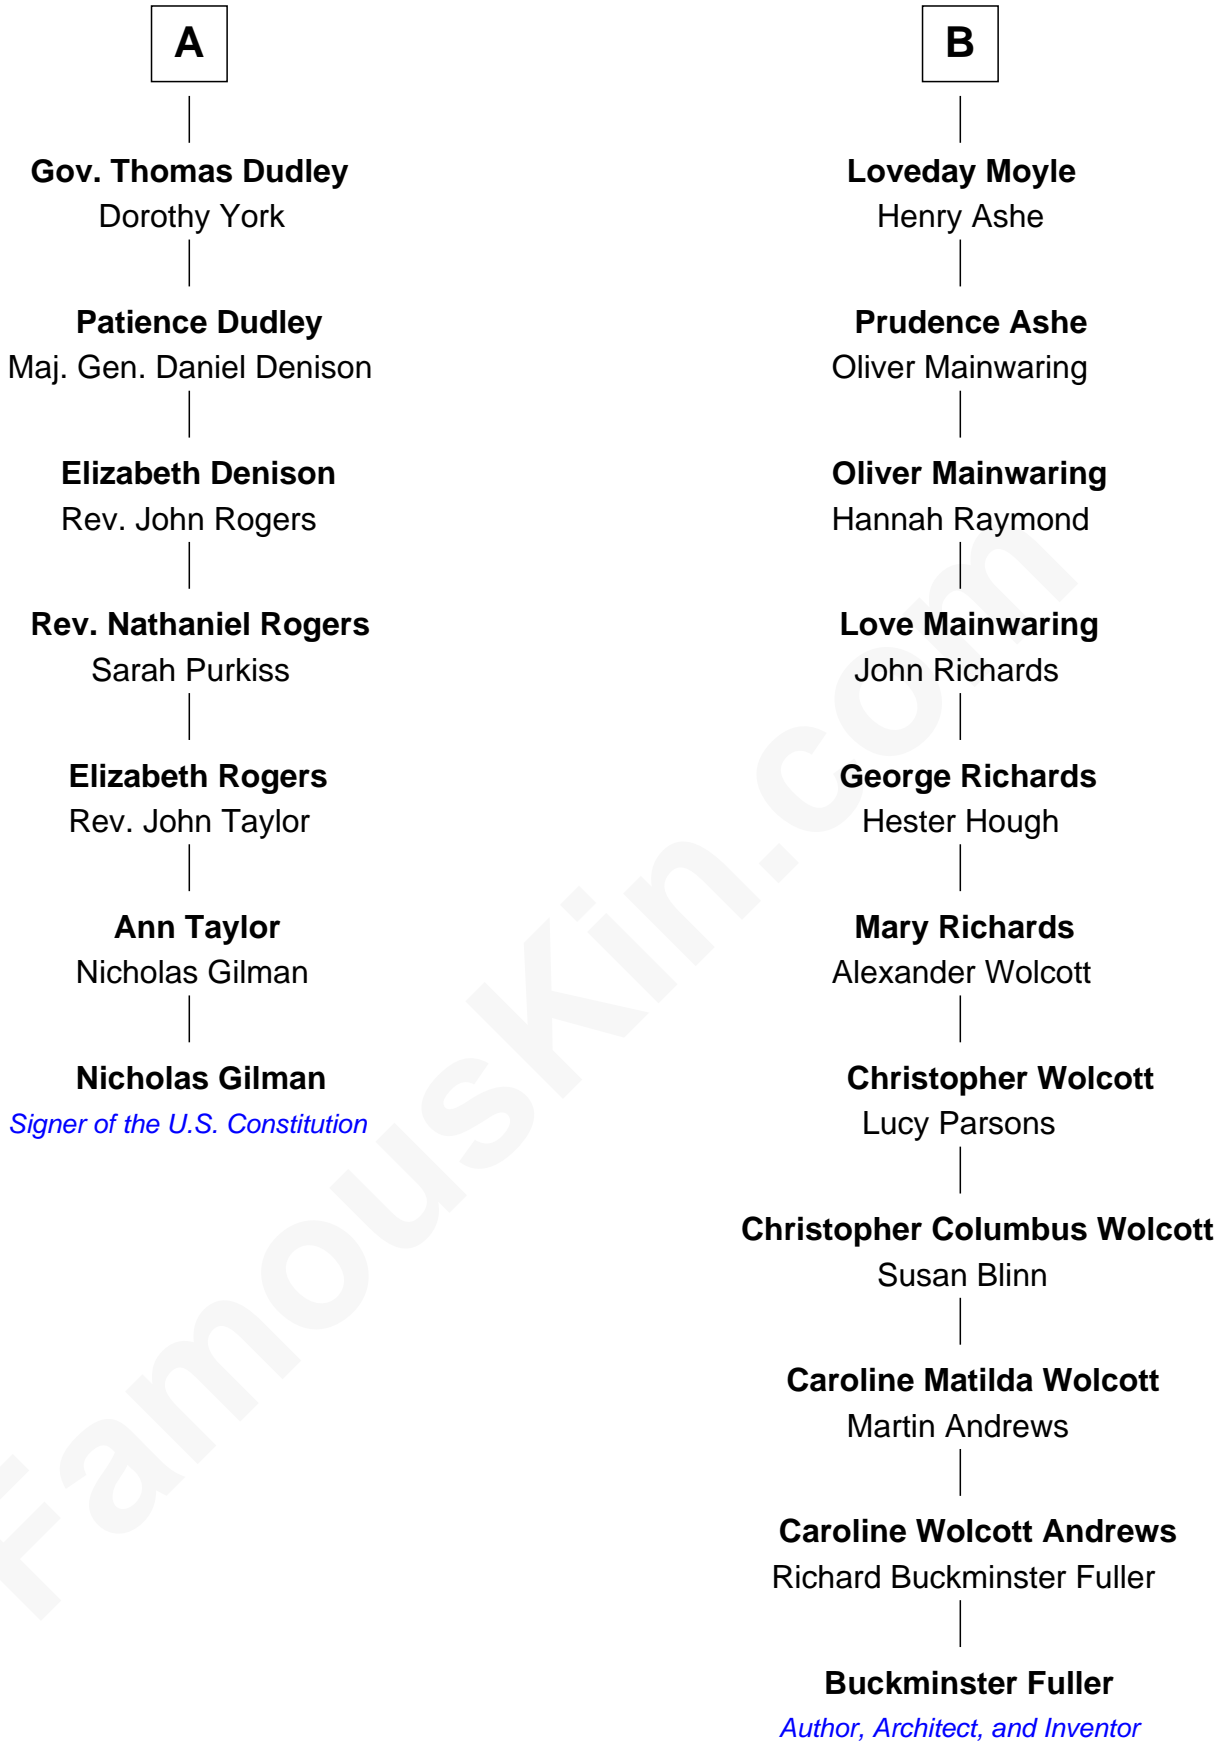 A
Gov. Thomas Dudley
Dorothy York
Patience Dudley
Maj. Gen. Daniel Denison
Elizabeth Denison
Rev. John Rogers
Rev. Nathaniel Rogers
Sarah Purkiss
Elizabeth Rogers
Rev. John Taylor
Ann Taylor
Nicholas Gilman
Nicholas Gilman
Signer of the U.S. Constitution
B
Loveday Moyle
Henry Ashe
Prudence Ashe
Oliver Mainwaring
Oliver Mainwaring
Hannah Raymond
Love Mainwaring
John Richards
George Richards
Hester Hough
Mary Richards
Alexander Wolcott
Christopher Wolcott
Lucy Parsons
Christopher Columbus Wolcott
Susan Blinn
Caroline Matilda Wolcott
Martin Andrews
Caroline Wolcott Andrews
Richard Buckminster Fuller
Buckminster Fuller
Author, Architect, and Inventor
FamousKin.com